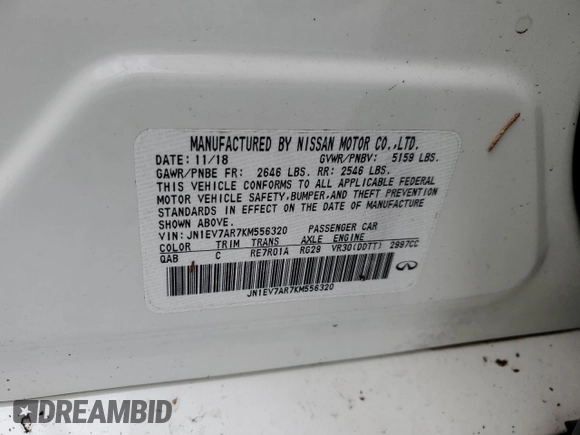 MANUFACTURED BY NISSAN MOTOR CO.,LTD.
DATE: 11/18 GVWR/PNBV: 5159 LBS.
GAWR/PNBE FR: 2646 LBS. RR: 2546 LBS.
THIS VEHICLE CONFORMS TO ALL APPLICABLE FEDERAL
MOTOR VEHICLE SAFETY,BUMPER,AND THEFT PREVENTION
STANDARDS IN EFFECT ON THE DATE OF MANUFACTURE
SHOWN ABOVE.
VIN: JN1EV7AR7KM556320 PASSENGER CAR
COLOR TRIM TRANS AXLE ENGINE
QAB C RE7R01A RG29 VR30(DDTT) 2997CC
JN1EV7AR7KM556320
DREAMBID